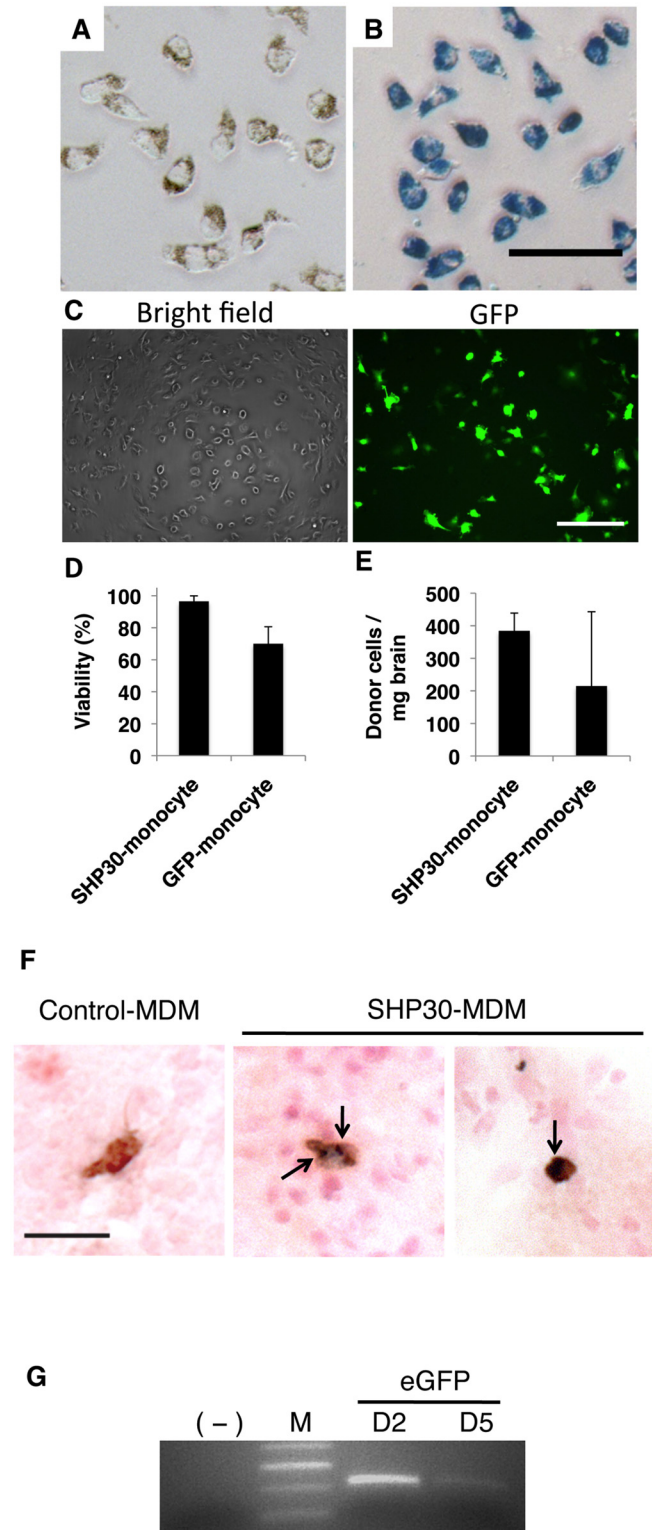 A
B
C
Bright field
GFP
D
E
Viability (%)
100
80
60
40
20
0
SHP30-monocyte
GFP-monocyte
Donor cells /
mg brain
500
400
300
200
100
0
SHP30-monocyte
GFP-monocyte
F
Control-MDM
SHP30-MDM
G
eGFP
( – )
M
D2
D5